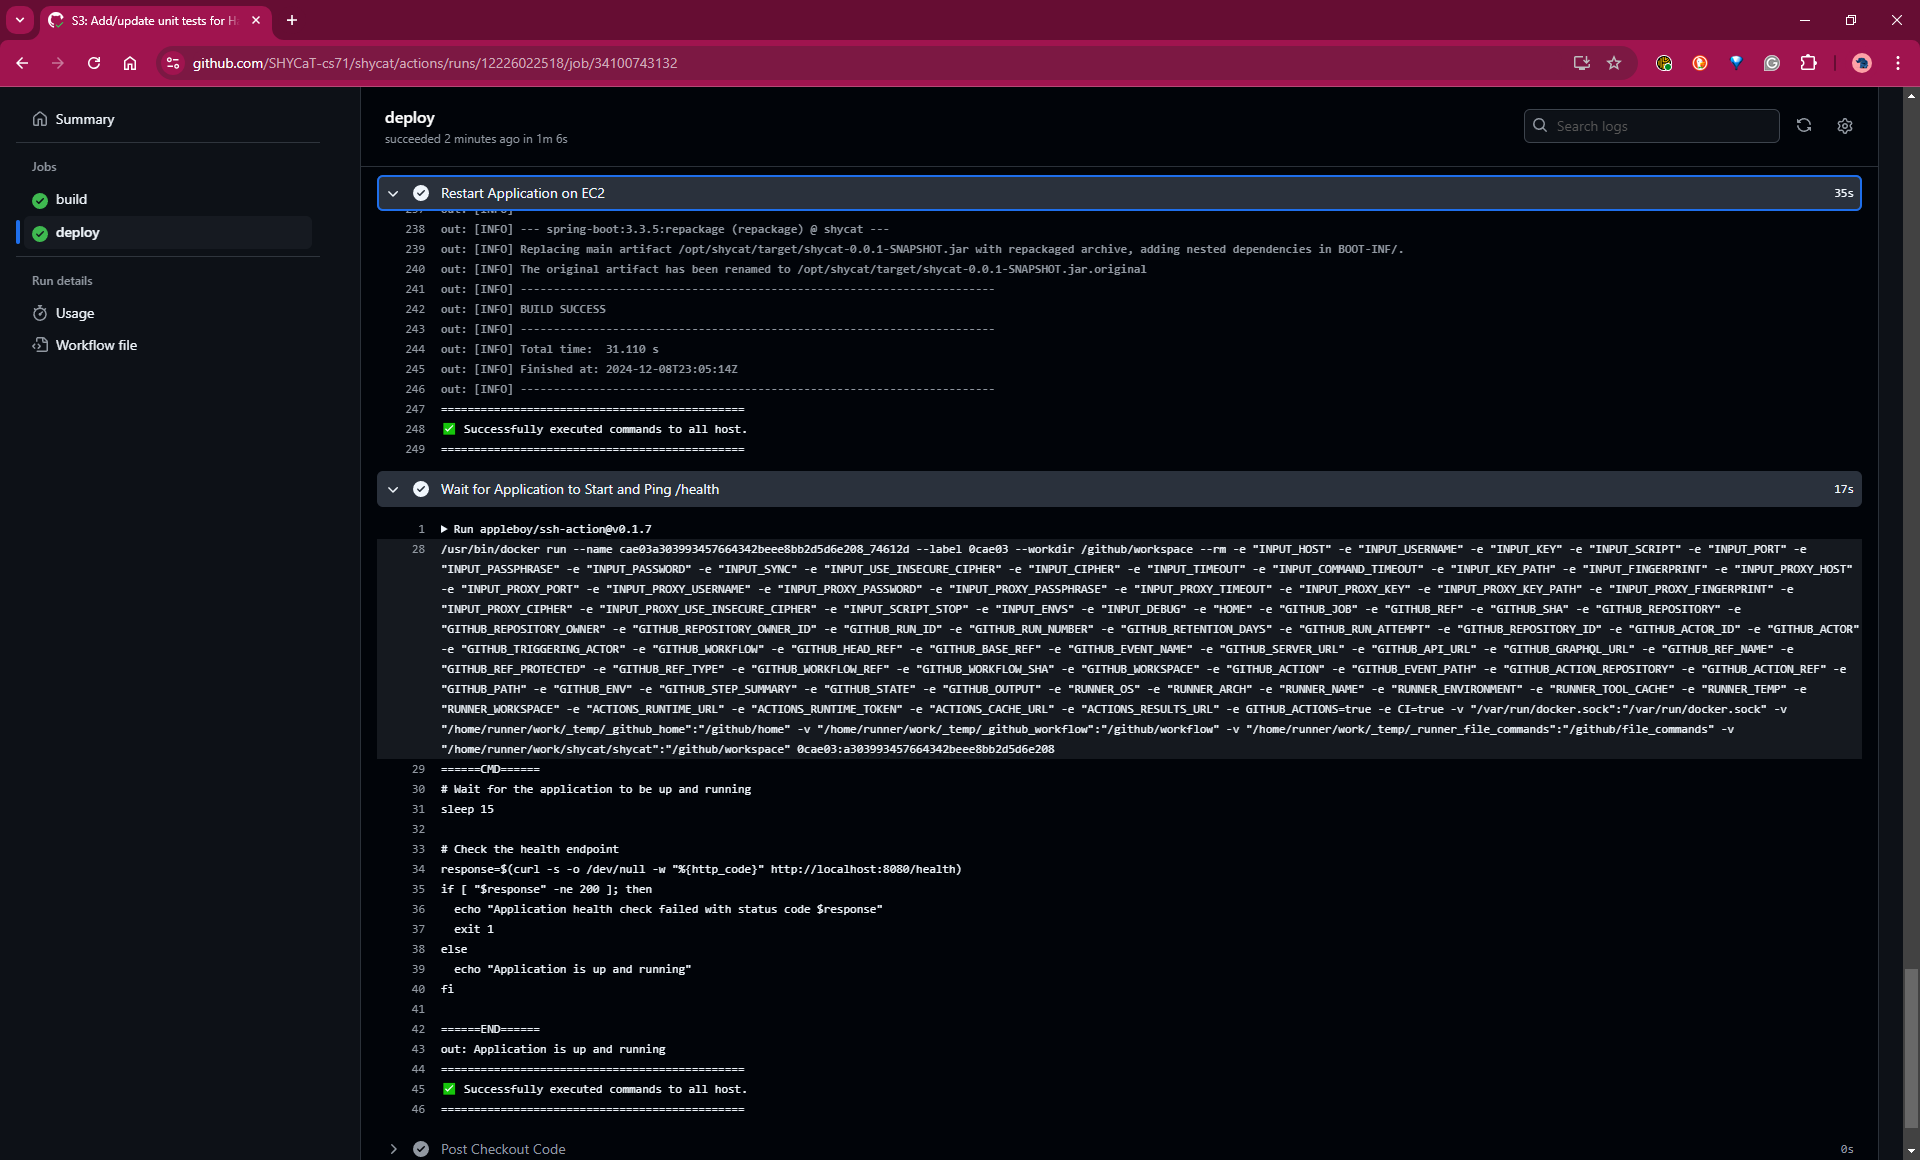 S3: Add/update unit tests for Ha
github.com/SHYCaT-cs71/shycat/actions/runs/12226022518/job/34100743132
Summary
Jobs
build
deploy
Run details
Usage
Workflow file
deploy
succeeded 2 minutes ago in 1m 6s
Search logs
Restart Application on EC2
35s
237 out: [INFO]
238 out: [INFO] --- spring-boot:3.3.5:repackage (repackage) @ shycat ---
239 out: [INFO] Replacing main artifact /opt/shycat/target/shycat-0.0.1-SNAPSHOT.jar with repackaged archive, adding nested dependencies in BOOT-INF/.
240 out: [INFO] The original artifact has been renamed to /opt/shycat/target/shycat-0.0.1-SNAPSHOT.jar.original
241 out: [INFO] ------------------------------------------------------------------------
242 out: [INFO] BUILD SUCCESS
243 out: [INFO] ------------------------------------------------------------------------
244 out: [INFO] Total time:  31.110 s
245 out: [INFO] Finished at: 2024-12-08T23:05:14Z
246 out: [INFO] ------------------------------------------------------------------------
247 ==============================================
248 ✅ Successfully executed commands to all host.
249 ==============================================
Wait for Application to Start and Ping /health
17s
1 ▶ Run appleboy/ssh-action@v0.1.7
28 /usr/bin/docker run --name cae03a303993457664342beee8bb2d5d6e208_74612d --label 0cae03 --workdir /github/workspace --rm -e "INPUT_HOST" -e "INPUT_USERNAME" -e "INPUT_KEY" -e "INPUT_SCRIPT" -e "INPUT_PORT" -e
"INPUT_PASSPHRASE" -e "INPUT_PASSWORD" -e "INPUT_SYNC" -e "INPUT_USE_INSECURE_CIPHER" -e "INPUT_CIPHER" -e "INPUT_TIMEOUT" -e "INPUT_COMMAND_TIMEOUT" -e "INPUT_KEY_PATH" -e "INPUT_FINGERPRINT" -e "INPUT_PROXY_HOST"
-e "INPUT_PROXY_PORT" -e "INPUT_PROXY_USERNAME" -e "INPUT_PROXY_PASSWORD" -e "INPUT_PROXY_PASSPHRASE" -e "INPUT_PROXY_TIMEOUT" -e "INPUT_PROXY_KEY" -e "INPUT_PROXY_KEY_PATH" -e "INPUT_PROXY_FINGERPRINT" -e
"INPUT_PROXY_CIPHER" -e "INPUT_PROXY_USE_INSECURE_CIPHER" -e "INPUT_SCRIPT_STOP" -e "INPUT_ENVS" -e "INPUT_DEBUG" -e "HOME" -e "GITHUB_JOB" -e "GITHUB_REF" -e "GITHUB_SHA" -e "GITHUB_REPOSITORY" -e
"GITHUB_REPOSITORY_OWNER" -e "GITHUB_REPOSITORY_OWNER_ID" -e "GITHUB_RUN_ID" -e "GITHUB_RUN_NUMBER" -e "GITHUB_RETENTION_DAYS" -e "GITHUB_RUN_ATTEMPT" -e "GITHUB_REPOSITORY_ID" -e "GITHUB_ACTOR_ID" -e "GITHUB_ACTOR"
-e "GITHUB_TRIGGERING_ACTOR" -e "GITHUB_WORKFLOW" -e "GITHUB_HEAD_REF" -e "GITHUB_BASE_REF" -e "GITHUB_EVENT_NAME" -e "GITHUB_SERVER_URL" -e "GITHUB_API_URL" -e "GITHUB_GRAPHQL_URL" -e "GITHUB_REF_NAME" -e
"GITHUB_REF_PROTECTED" -e "GITHUB_REF_TYPE" -e "GITHUB_WORKFLOW_REF" -e "GITHUB_WORKFLOW_SHA" -e "GITHUB_WORKSPACE" -e "GITHUB_ACTION" -e "GITHUB_EVENT_PATH" -e "GITHUB_ACTION_REPOSITORY" -e "GITHUB_ACTION_REF" -e
"GITHUB_PATH" -e "GITHUB_ENV" -e "GITHUB_STEP_SUMMARY" -e "GITHUB_STATE" -e "GITHUB_OUTPUT" -e "RUNNER_OS" -e "RUNNER_ARCH" -e "RUNNER_NAME" -e "RUNNER_ENVIRONMENT" -e "RUNNER_TOOL_CACHE" -e "RUNNER_TEMP" -e
"RUNNER_WORKSPACE" -e "ACTIONS_RUNTIME_URL" -e "ACTIONS_RUNTIME_TOKEN" -e "ACTIONS_CACHE_URL" -e "ACTIONS_RESULTS_URL" -e GITHUB_ACTIONS=true -e CI=true -v "/var/run/docker.sock":"/var/run/docker.sock" -v
"/home/runner/work/_temp/_github_home":"/github/home" -v "/home/runner/work/_temp/_github_workflow":"/github/workflow" -v "/home/runner/work/_temp/_runner_file_commands":"/github/file_commands" -v
"/home/runner/work/shycat/shycat":"/github/workspace" 0cae03:a303993457664342beee8bb2d5d6e208
29 ======CMD======
30 # Wait for the application to be up and running
31 sleep 15
32
33 # Check the health endpoint
34 response=$(curl -s -o /dev/null -w "%{http_code}" http://localhost:8080/health)
35 if [ "$response" -ne 200 ]; then
36   echo "Application health check failed with status code $response"
37   exit 1
38 else
39   echo "Application is up and running"
40 fi
41
42 ======END======
43 out: Application is up and running
44 ==============================================
45 ✅ Successfully executed commands to all host.
46 ==============================================
Post Checkout Code
0s